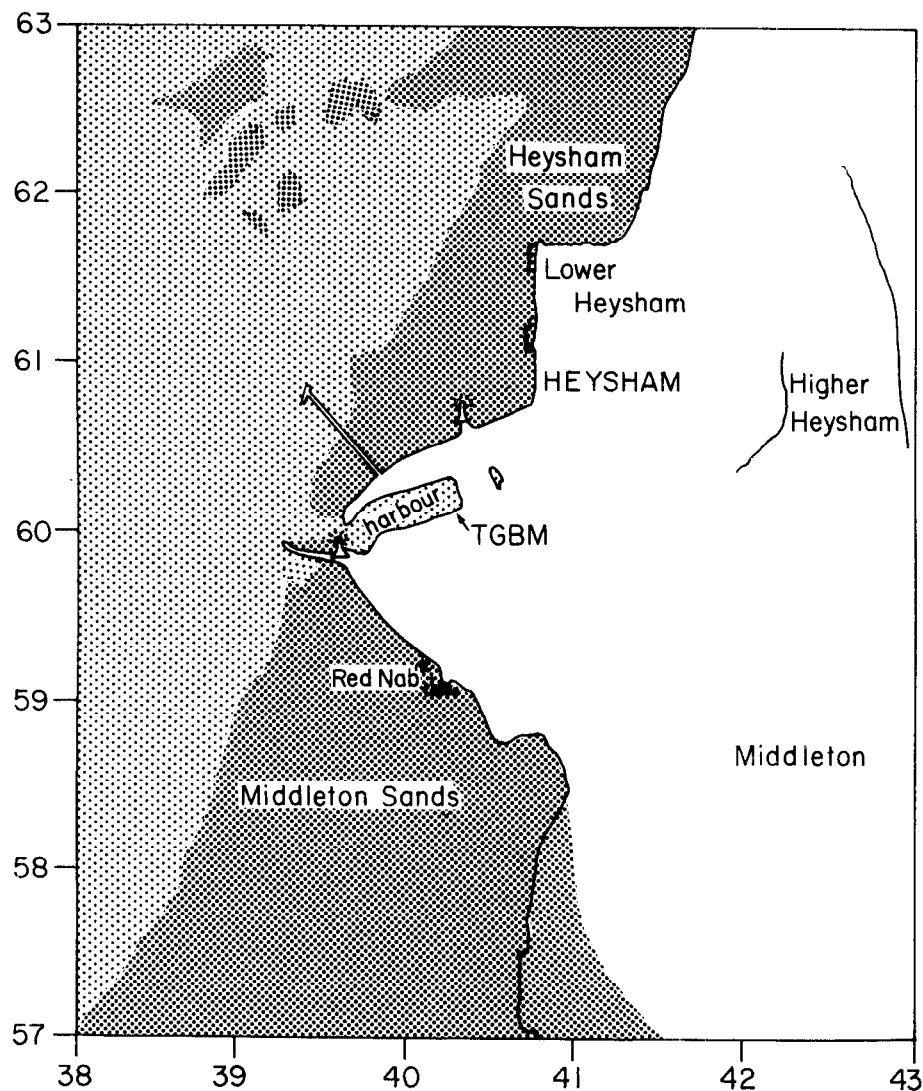 63
62
61
60
59
58
57
38
39
40
41
42
43
Heysham
Sands
Lower
Heysham
HEYSHAM
Higher
Heysham
harbour
TGBM
Red Nab
Middleton
Middleton Sands